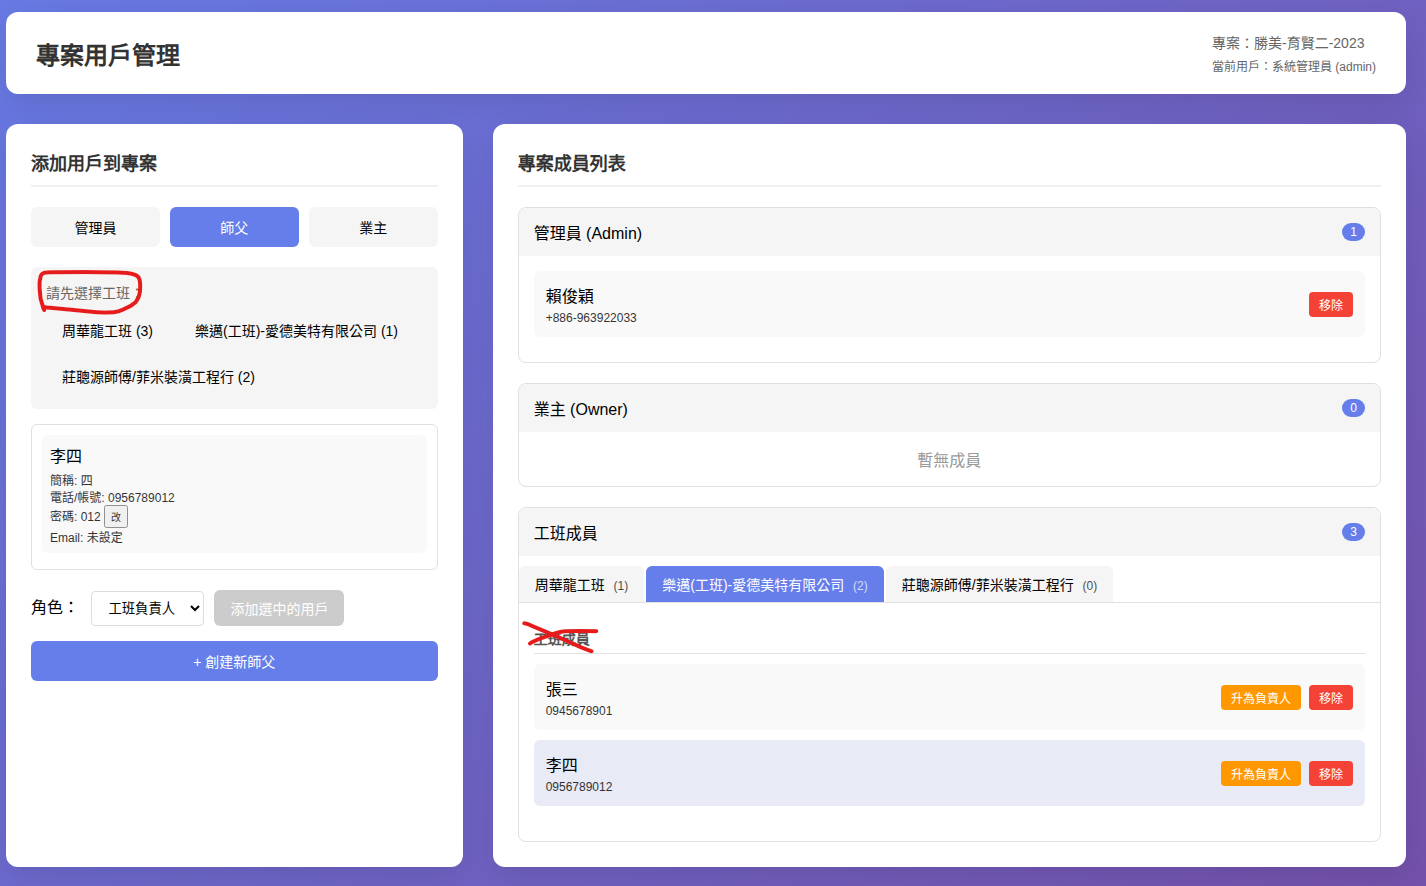 專案用戶管理
專案：勝美-育賢二-2023
當前用戶：系統管理員 (admin)
添加用戶到專案
管理員
師父
業主
請先選擇工班：
周華龍工班 (3)
樂邁(工班)-愛德美特有限公司 (1)
莊聰源師傅/菲米裝潢工程行 (2)
李四
簡稱: 四
電話/帳號: 0956789012
密碼: 012 改
Email: 未設定
角色：
工班負責人
添加選中的用戶
+ 創建新師父
專案成員列表
管理員 (Admin)
1
賴俊穎
+886-963922033
移除
業主 (Owner)
0
暫無成員
工班成員
3
周華龍工班 (1)
樂邁(工班)-愛德美特有限公司 (2)
莊聰源師傅/菲米裝潢工程行 (0)
工班成員
張三
0945678901
升為負責人
移除
李四
0956789012
升為負責人
移除